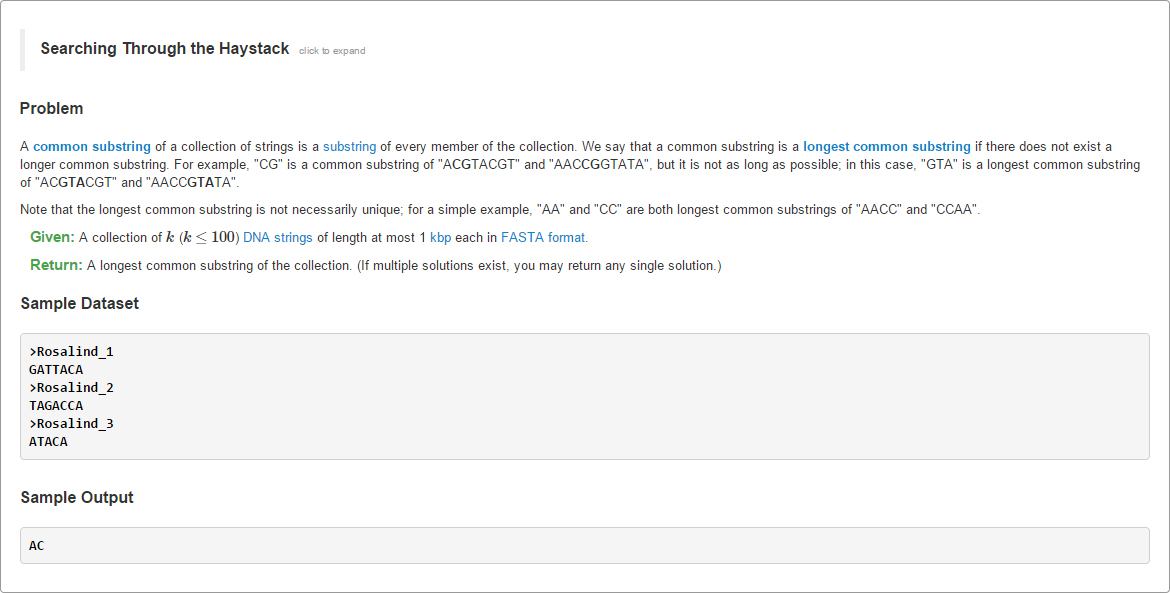 Searching Through the Haystack click to expand
Problem
A common substring of a collection of strings is a substring of every member of the collection. We say that a common substring is a longest common substring if there does not exist a
longer common substring. For example, "CG" is a common substring of "ACGTACGT" and "AACCGGTATA", but it is not as long as possible; in this case, "GTA" is a longest common substring
of "ACGTACGT" and "AACCGTATA".
Note that the longest common substring is not necessarily unique; for a simple example, "AA" and "CC" are both longest common substrings of "AACC" and "CCAA".
Given: A collection of k (k ≤ 100) DNA strings of length at most 1 kbp each in FASTA format.
Return: A longest common substring of the collection. (If multiple solutions exist, you may return any single solution.)
Sample Dataset
>Rosalind_1
GATTACA
>Rosalind_2
TAGACCA
>Rosalind_3
ATACA
Sample Output
AC